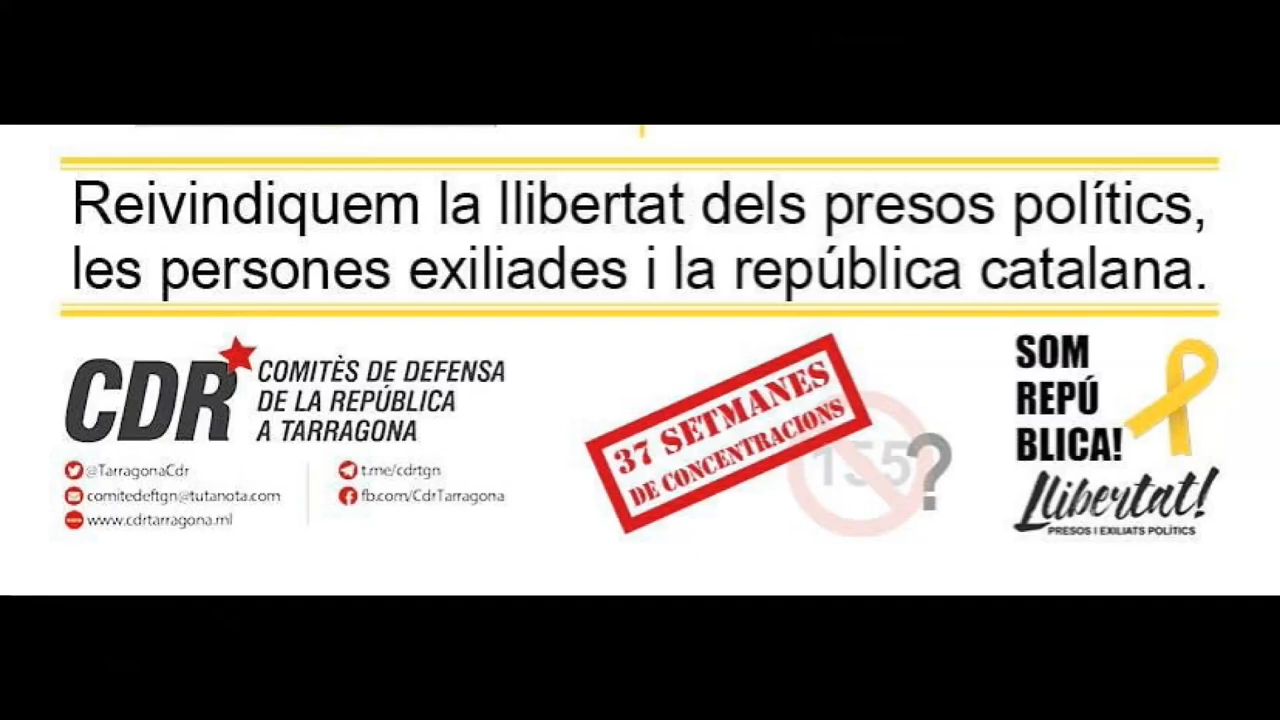 Reivindiquem la llibertat dels presos polítics,
les persones exiliades i la república catalana.
CDR
COMITÈS DE DEFENSA
DE LA REPÚBLICA
A TARRAGONA
@TarragonaCdr
comitedeftgn@tutanota.com
www.cdrtarragona.ml
t.me/cdrtgn
fb.com/CdrTarragona
37 SETMANES
DE CONCENTRACIONS
155?
SOM
REPÚ
BLICA!
Llibertat!
PRESOS I EXILIATS POLÍTICS